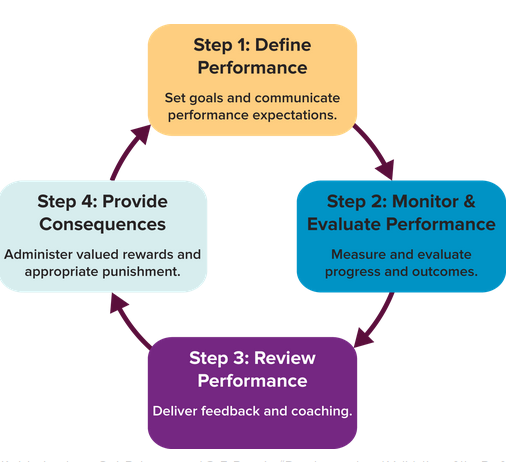 Step 1: Define
Performance
Set goals and communicate
performance expectations.
Step 2: Monitor &
Evaluate Performance
Measure and evaluate
progress and outcomes.
Step 3: Review
Performance
Deliver feedback and coaching.
Step 4: Provide
Consequences
Administer valued rewards and
appropriate punishment.